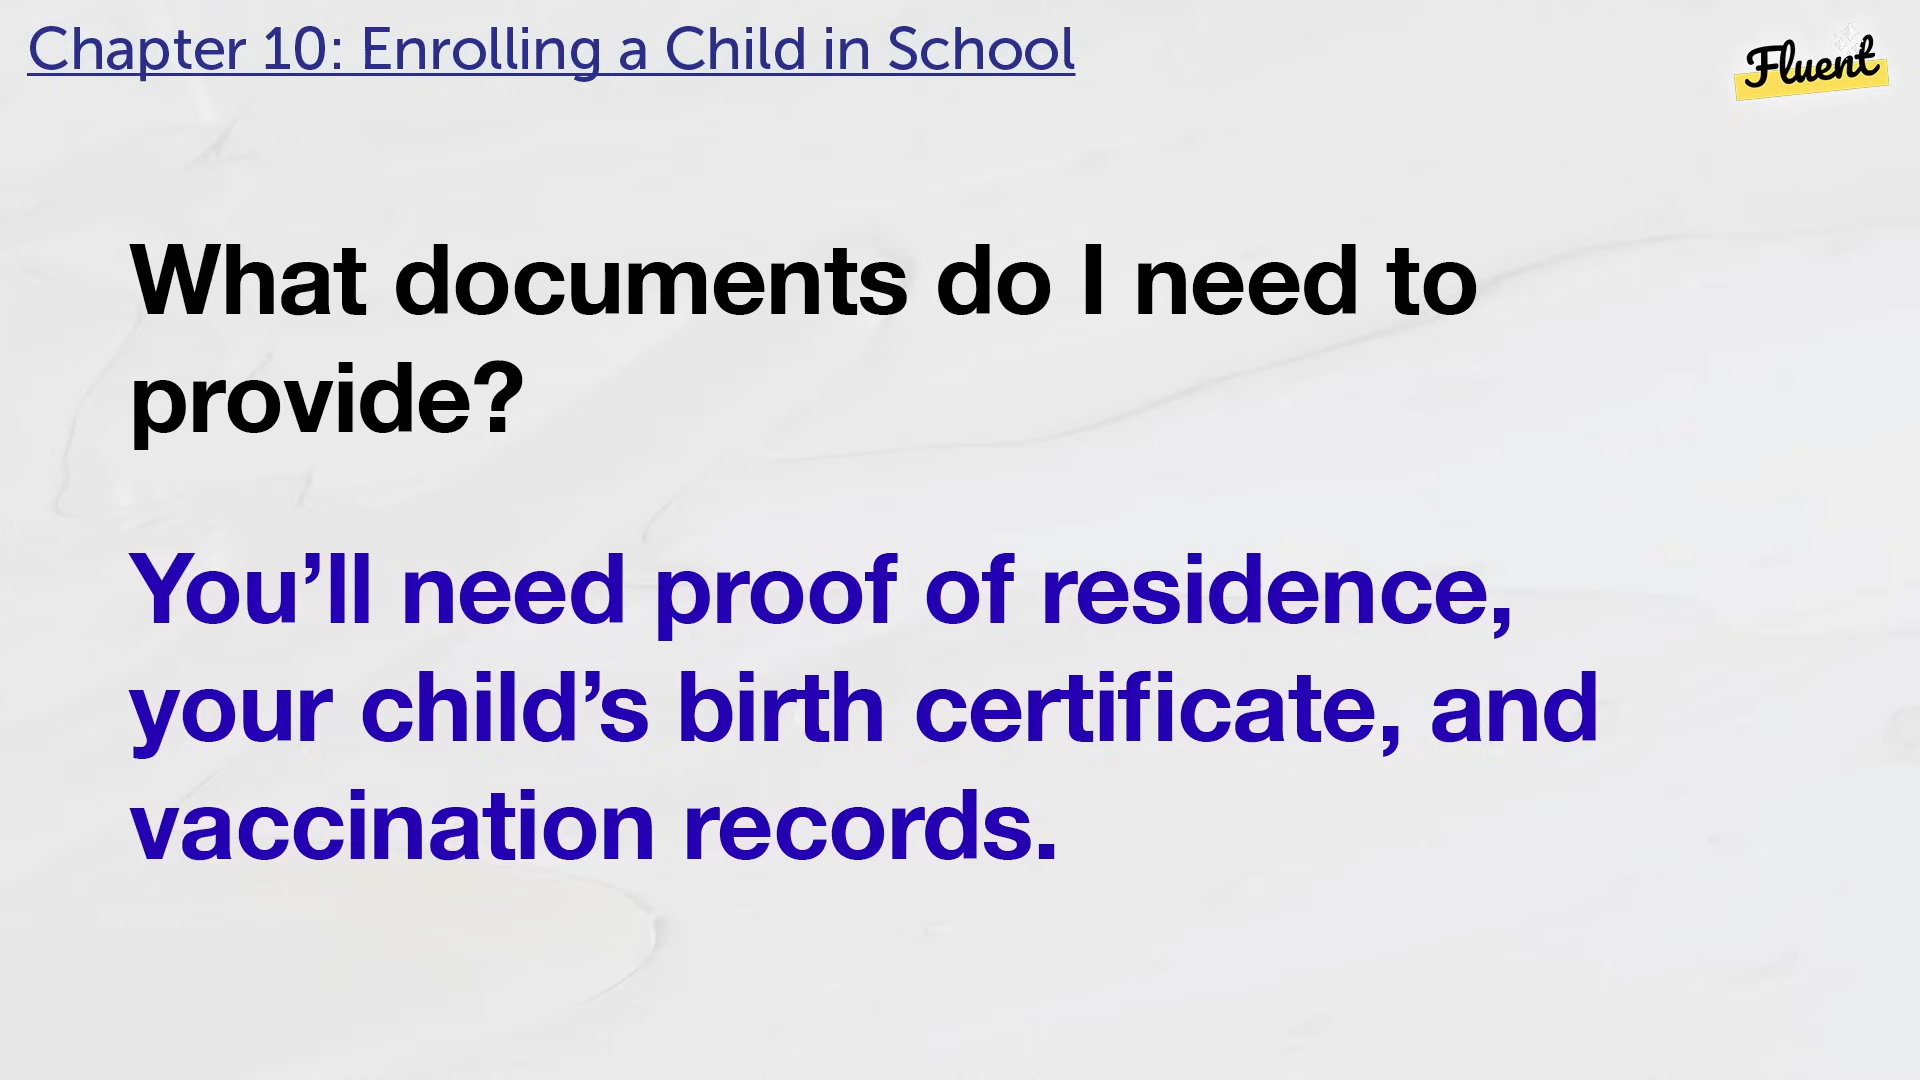 Chapter 10: Enrolling a Child in School
Fluent
What documents do I need to
provide?
You’ll need proof of residence,
your child’s birth certificate, and
vaccination records.